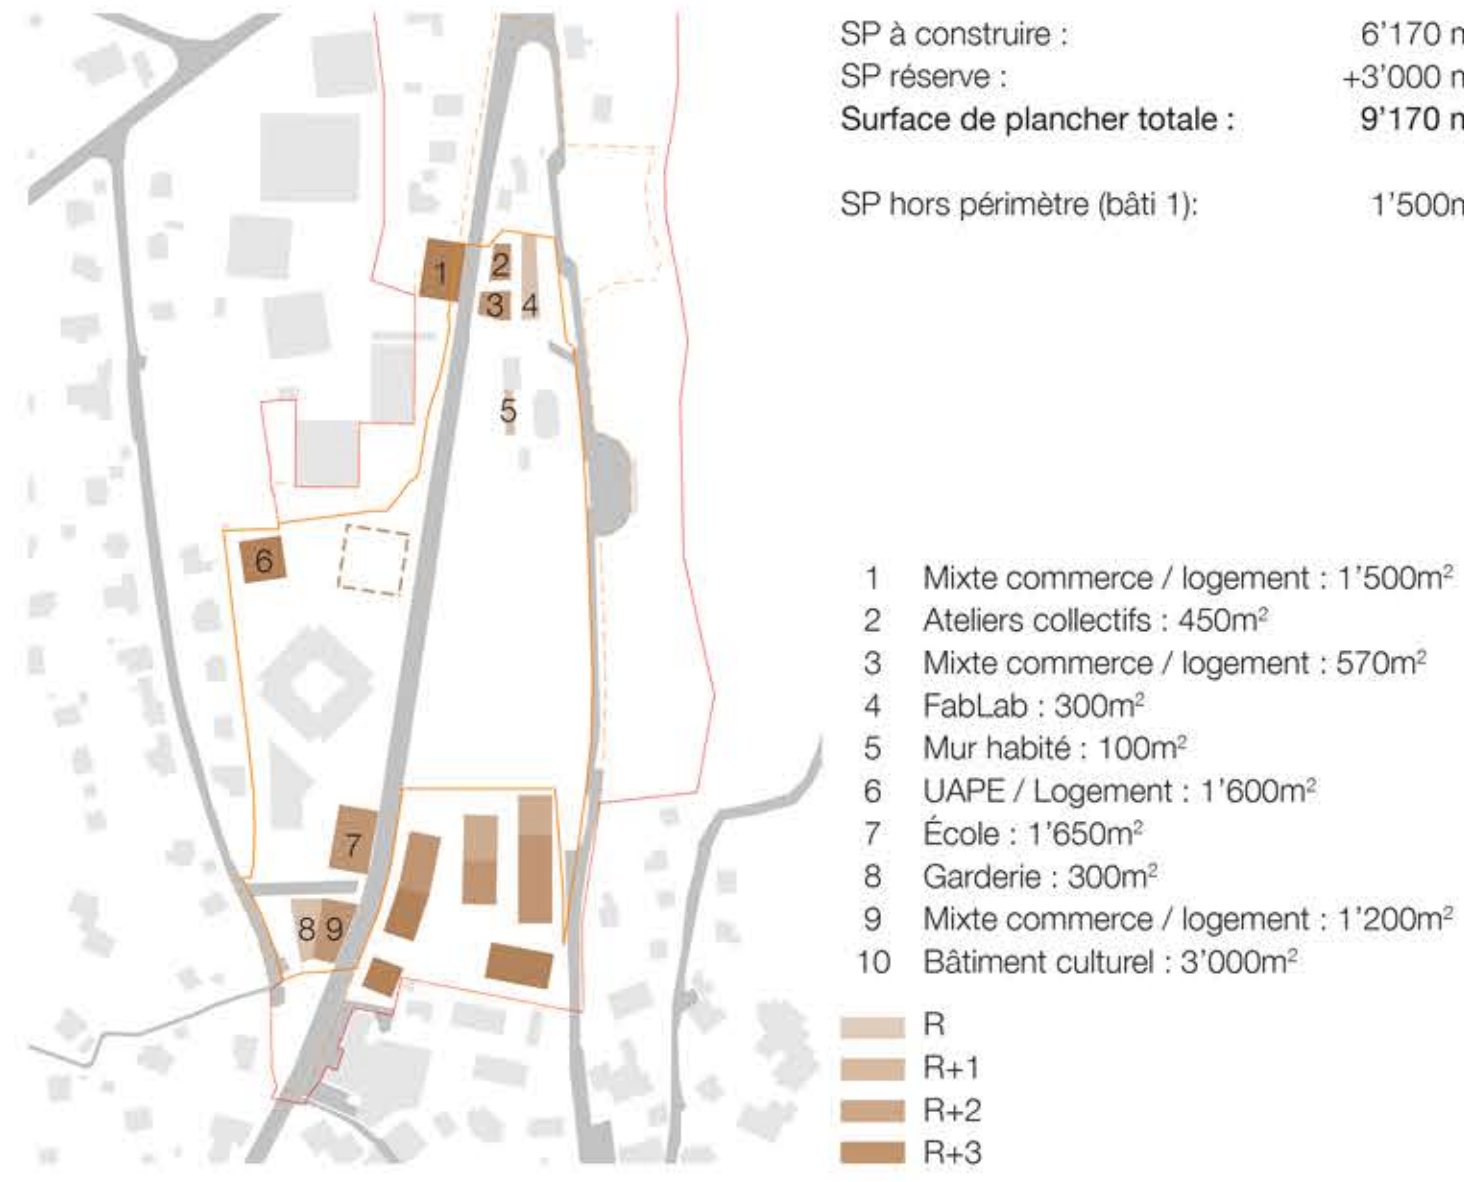 SP à construire : 6'170 m
SP réserve : +3'000 m
Surface de plancher totale : 9'170 m
SP hors périmètre (bâti 1): 1'500m
1
2
3
4
5
6
7
8 9
1 Mixte commerce / logement : 1'500m²
2 Ateliers collectifs : 450m²
3 Mixte commerce / logement : 570m²
4 FabLab : 300m²
5 Mur habité : 100m²
6 UAPE / Logement : 1'600m²
7 École : 1'650m²
8 Garderie : 300m²
9 Mixte commerce / logement : 1'200m²
10 Bâtiment culturel : 3'000m²
R
R+1
R+2
R+3